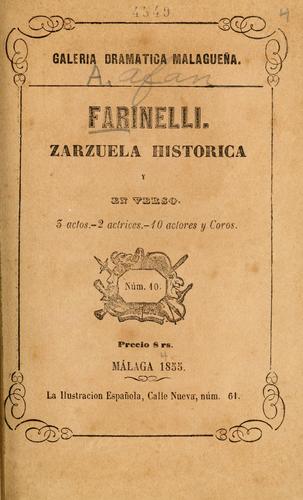 4349
4
GALERIA DRAMATICA MALAGUEÑA.
A. afan
FARINELLI.
ZARZUELA HISTORICA
Y
EN VERSO.
3 actos.-2 actrices.-10 actores y Coros.
Núm. 10.
Precio 8 rs.
MÁLAGA 1855.
La Ilustracion Española, Calle Nueva, núm. 61.